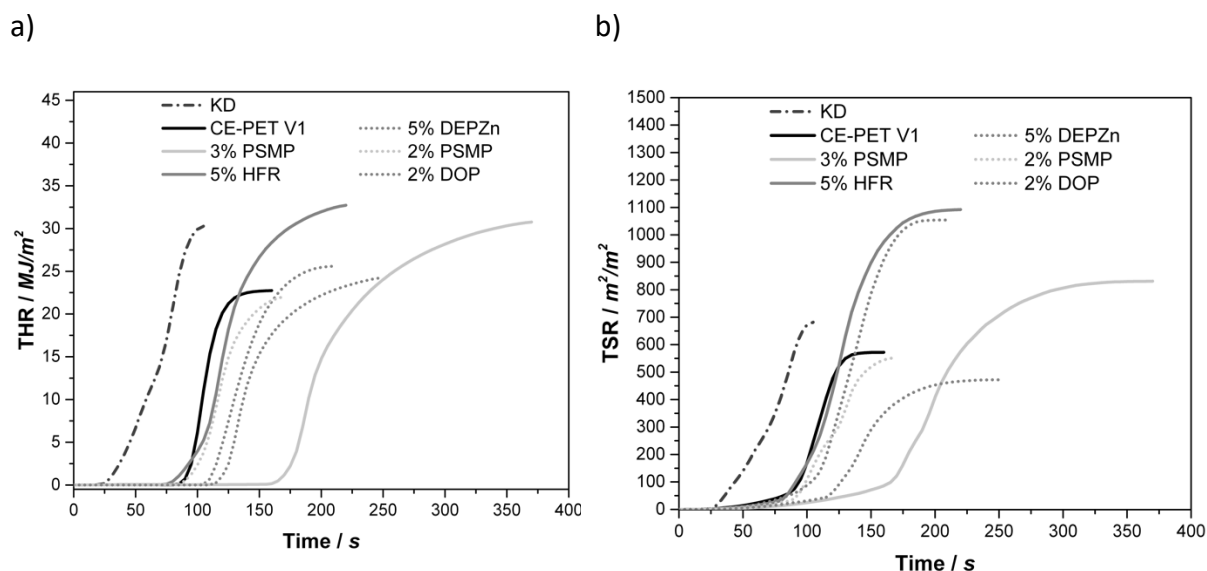 a)
b)
KD
CE-PET V1
5% DEPZn
3% PSMP
2% PSMP
5% HFR
2% DOP
45
40
35
30
25
20
15
10
5
0
THR / MJ/m²
0 50 100 150 200 250 300 350 400
Time / s
KD
CE-PET V1
5% DEPZn
3% PSMP
2% PSMP
5% HFR
2% DOP
1500
1400
1300
1200
1100
1000
900
800
700
600
500
400
300
200
100
0
TSR / m²/m²
0 50 100 150 200 250 300 350 400
Time / s